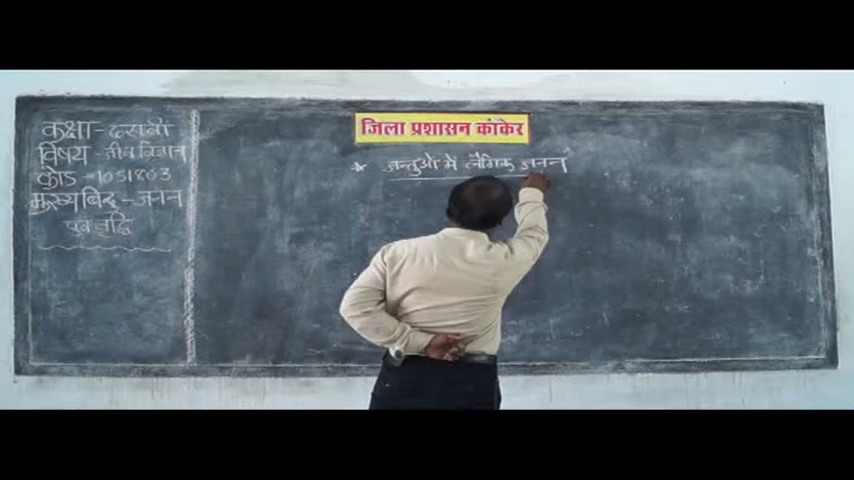 जिला प्रशासन कांकेर
कक्षा - दसवीं
विषय - जीव विज्ञान
कोड - 1051803
मुख्य बिंदु - जनन
एवं वृद्धि
* जन्तुओ मे लैंगिक जनन